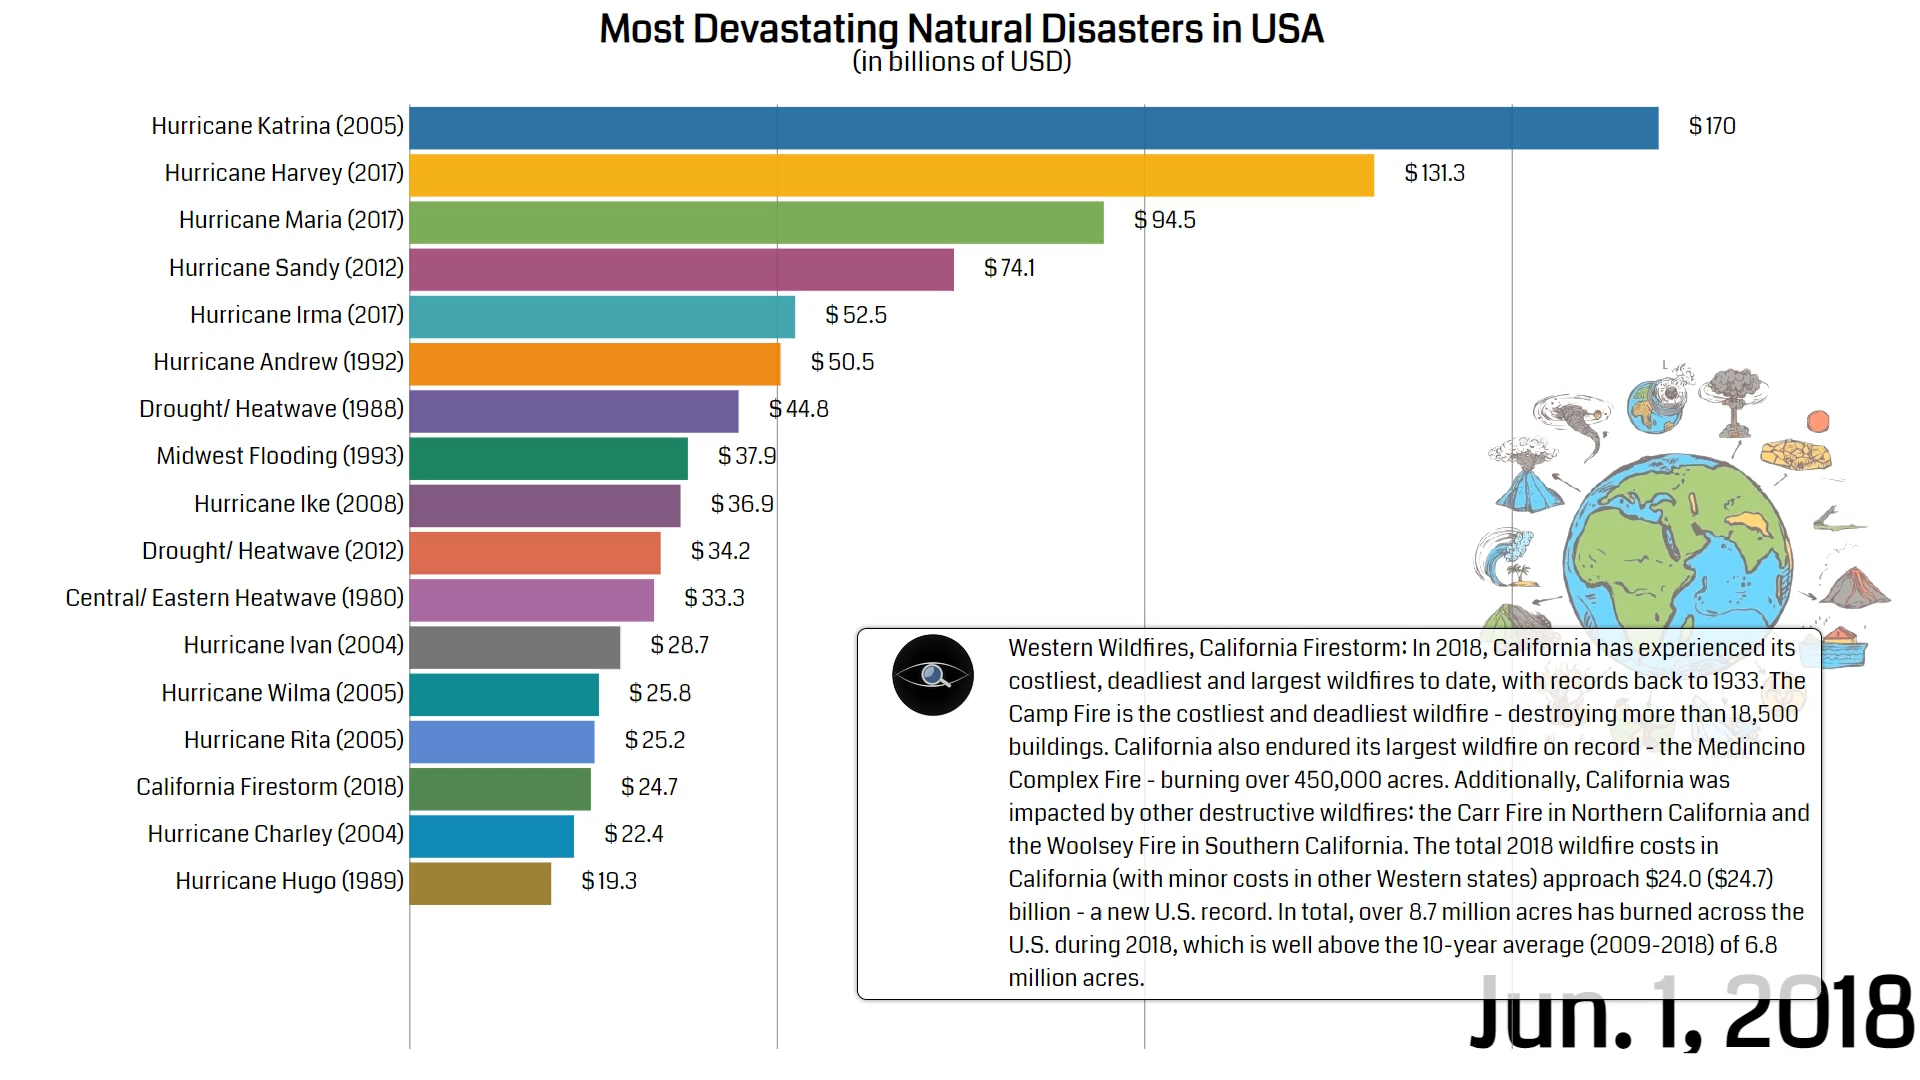 Most Devastating Natural Disasters in USA
(in billions of USD)
Hurricane Katrina (2005) $ 170
Hurricane Harvey (2017) $ 131.3
Hurricane Maria (2017) $ 94.5
Hurricane Sandy (2012) $ 74.1
Hurricane Irma (2017) $ 52.5
Hurricane Andrew (1992) $ 50.5
Drought/ Heatwave (1988) $ 44.8
Midwest Flooding (1993) $ 37.9
Hurricane Ike (2008) $ 36.9
Drought/ Heatwave (2012) $ 34.2
Central/ Eastern Heatwave (1980) $ 33.3
Hurricane Ivan (2004) $ 28.7
Hurricane Wilma (2005) $ 25.8
Hurricane Rita (2005) $ 25.2
California Firestorm (2018) $ 24.7
Hurricane Charley (2004) $ 22.4
Hurricane Hugo (1989) $ 19.3
Western Wildfires, California Firestorm: In 2018, California has experienced its
costliest, deadliest and largest wildfires to date, with records back to 1933. The
Camp Fire is the costliest and deadliest wildfire - destroying more than 18,500
buildings. California also endured its largest wildfire on record - the Medincino
Complex Fire - burning over 450,000 acres. Additionally, California was
impacted by other destructive wildfires: the Carr Fire in Northern California and
the Woolsey Fire in Southern California. The total 2018 wildfire costs in
California (with minor costs in other Western states) approach $24.0 ($24.7)
billion - a new U.S. record. In total, over 8.7 million acres has burned across the
U.S. during 2018, which is well above the 10-year average (2009-2018) of 6.8
million acres.
Jun. 1, 2018